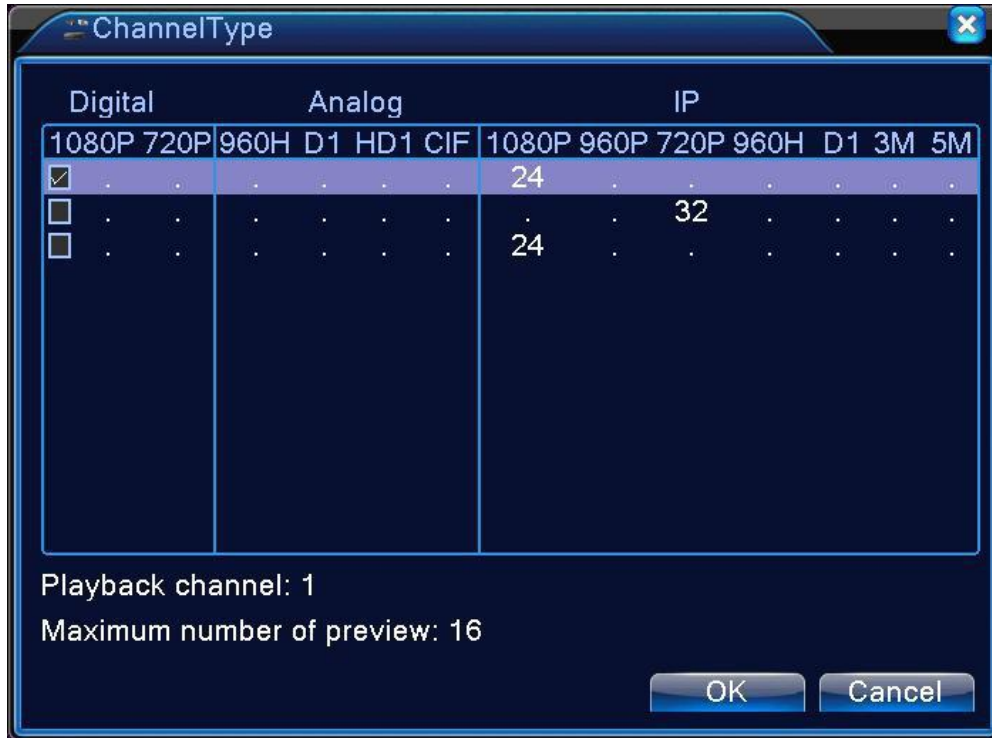 ChannelType
Digital Analog IP
1080P 720P 960H D1 HD1 CIF 1080P 960P 720P 960H D1 3M 5M
. . . . . . 24 . . . . . .
. . . . . . . . 32 . . . .
. . . . . . 24 . . . . . .
Playback channel: 1
Maximum number of preview: 16
OK Cancel